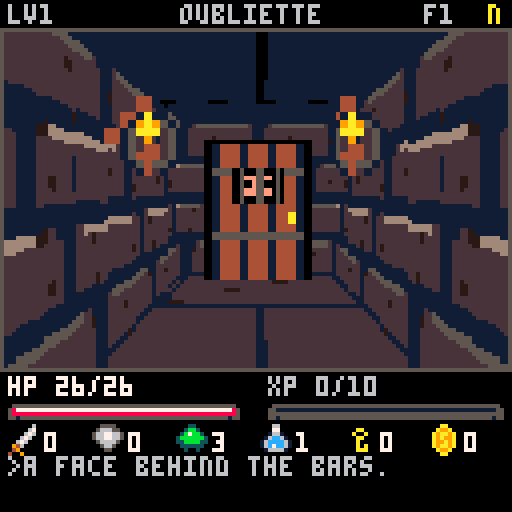 LV1 OUBLIETTE F1 N
HP 26/26 XP 0/10
0 0 3 1 0 0
>A FACE BEHIND THE BARS.